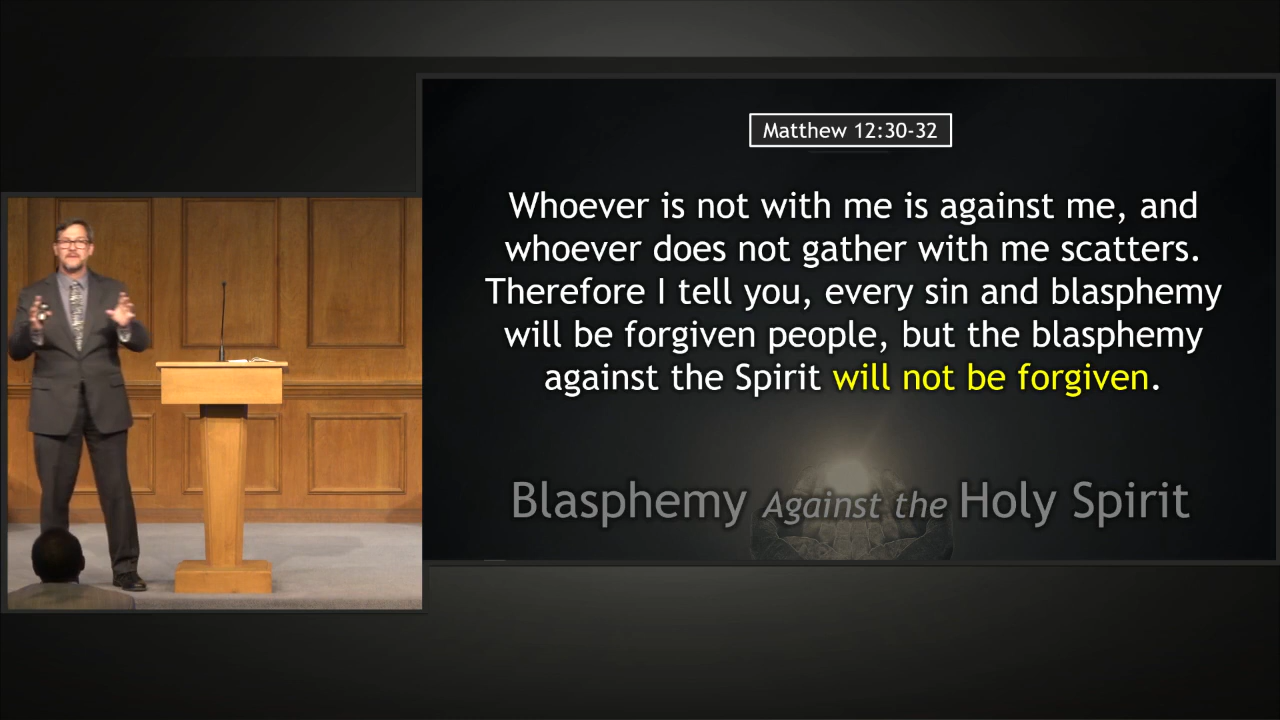 Matthew 12:30-32
Whoever is not with me is against me, and
whoever does not gather with me scatters.
Therefore I tell you, every sin and blasphemy
will be forgiven people, but the blasphemy
against the Spirit will not be forgiven.
Blasphemy Against the Holy Spirit